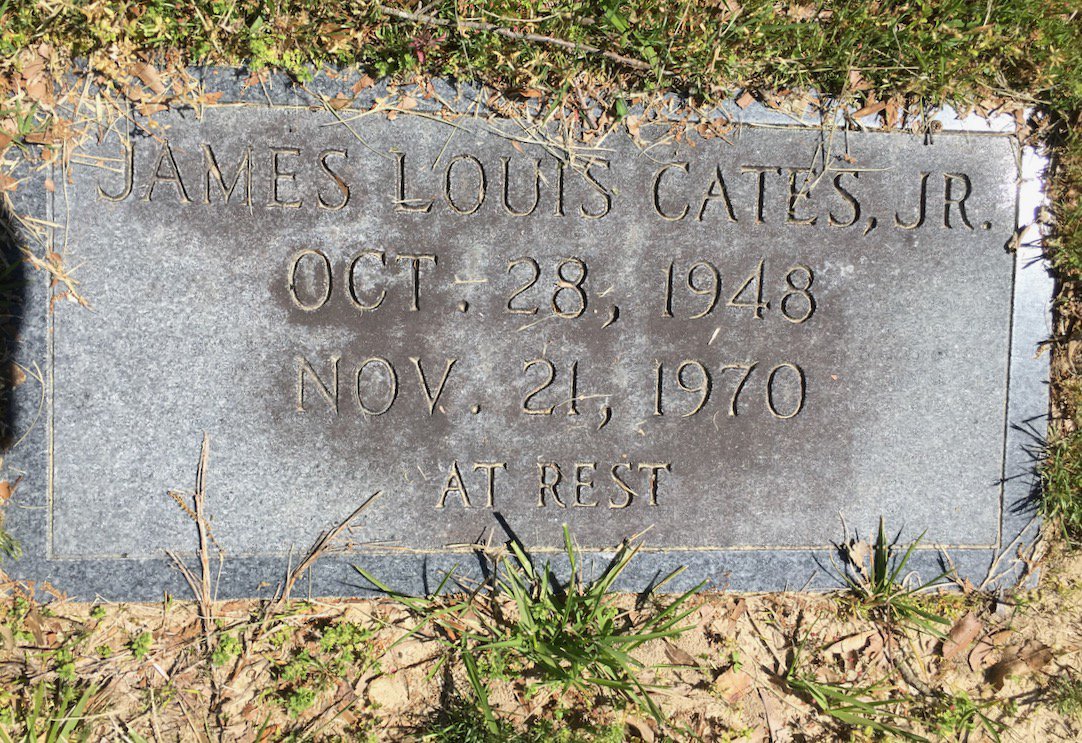 JAMES LOUIS CATES, JR.
OCT. 28, 1948
NOV. 21, 1970
AT REST